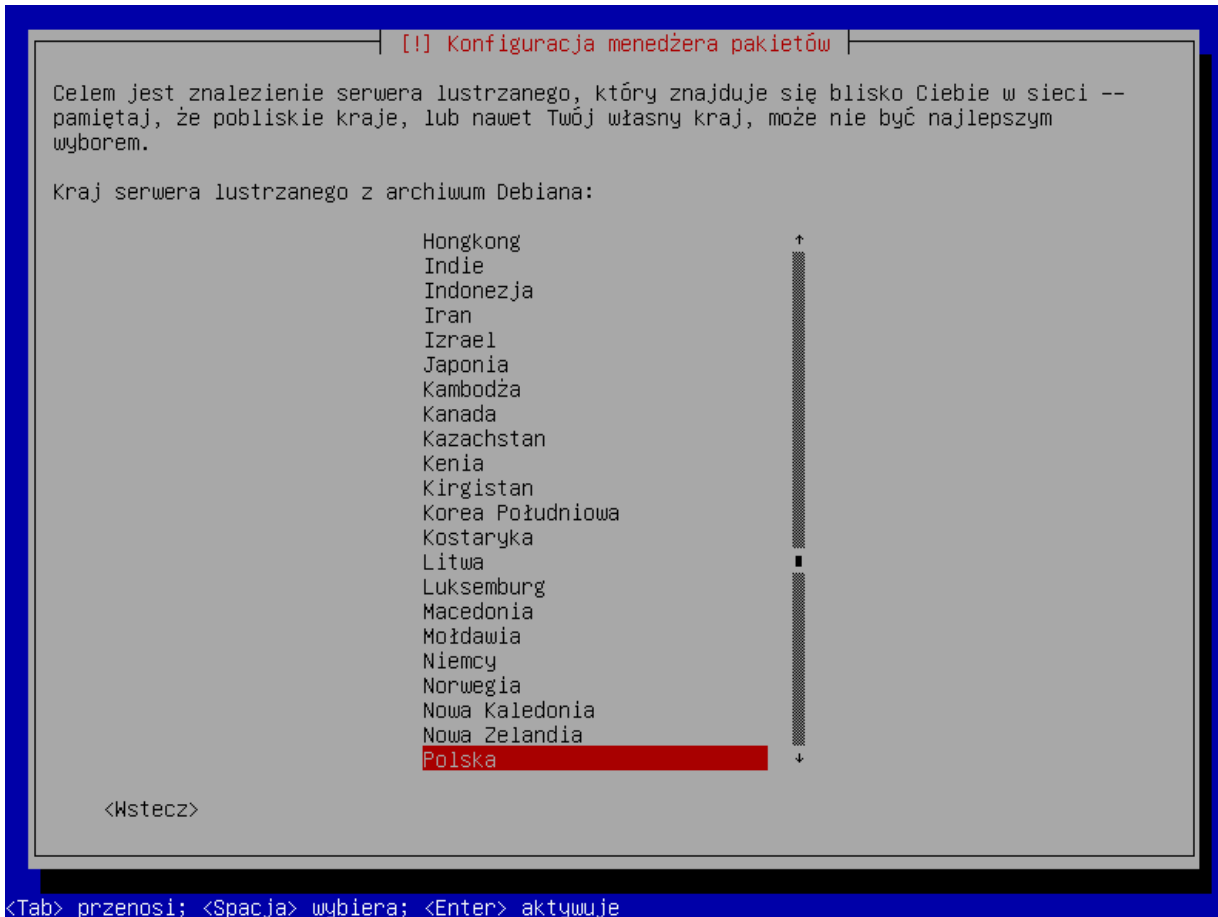 [!] Konfiguracja menedżera pakietów
Celem jest znalezienie serwera lustrzanego, który znajduje się blisko Ciebie w sieci --
pamiętaj, że pobliskie kraje, lub nawet Twój własny kraj, może nie być najlepszym
wyborem.
Kraj serwera lustrzanego z archiwum Debiana:
Hongkong
Indie
Indonezja
Iran
Izrael
Japonia
Kambodża
Kanada
Kazachstan
Kenia
Kirgistan
Korea Południowa
Kostaryka
Litwa
Luksemburg
Macedonia
Mołdawia
Niemcy
Norwegia
Nowa Kaledonia
Nowa Zelandia
Polska
<Wstecz>
<Tab> przenosi; <Spacja> wybiera; <Enter> aktywuje